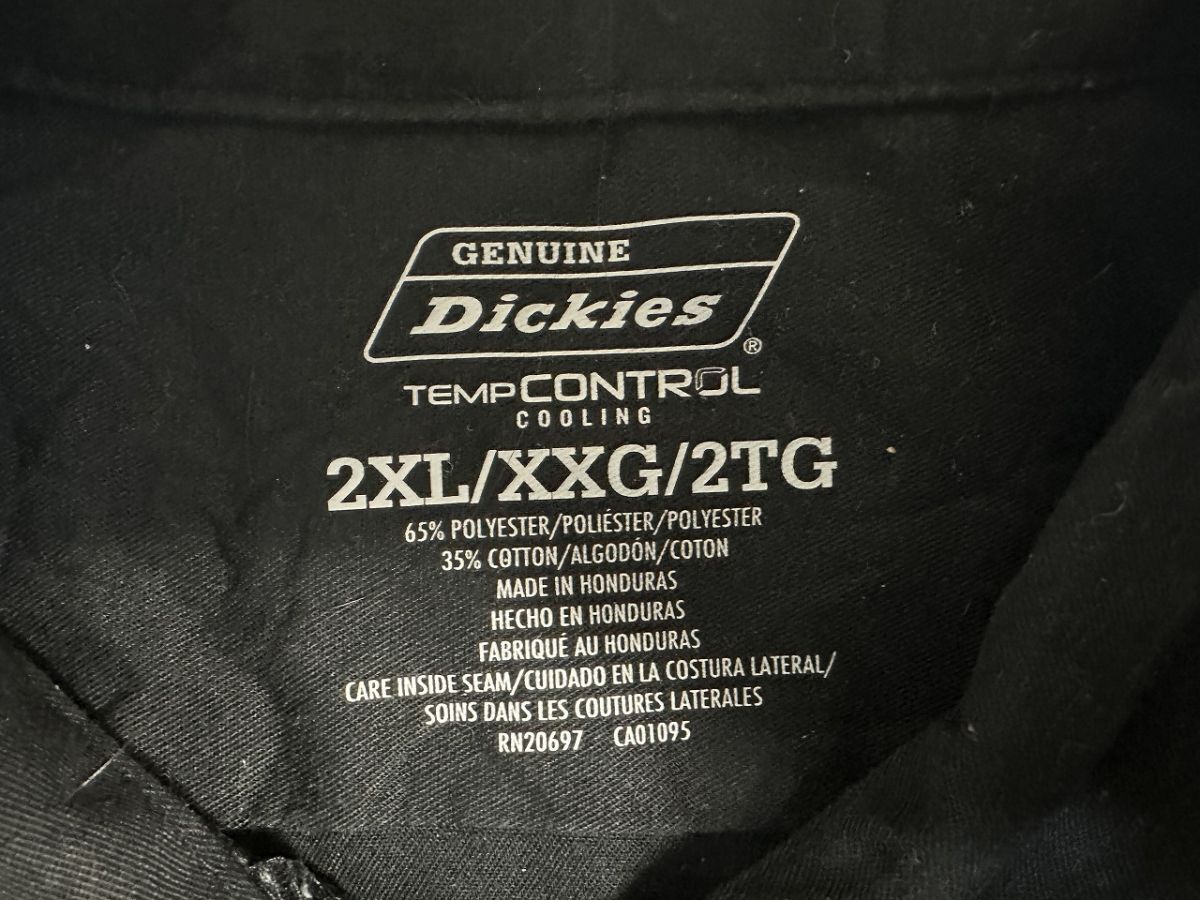 GENUINE
Dickies
®
TEMPCONTROL
COOLING
2XL/XXG/2TG
65% POLYESTER/POLIÉSTER/POLYESTER
35% COTTON/ALGODÓN/COTON
MADE IN HONDURAS
HECHO EN HONDURAS
FABRIQUÉ AU HONDURAS
CARE INSIDE SEAM/CUIDADO EN LA COSTURA LATERAL/
SOINS DANS LES COUTURES LATERALES
RN20697 CA01095